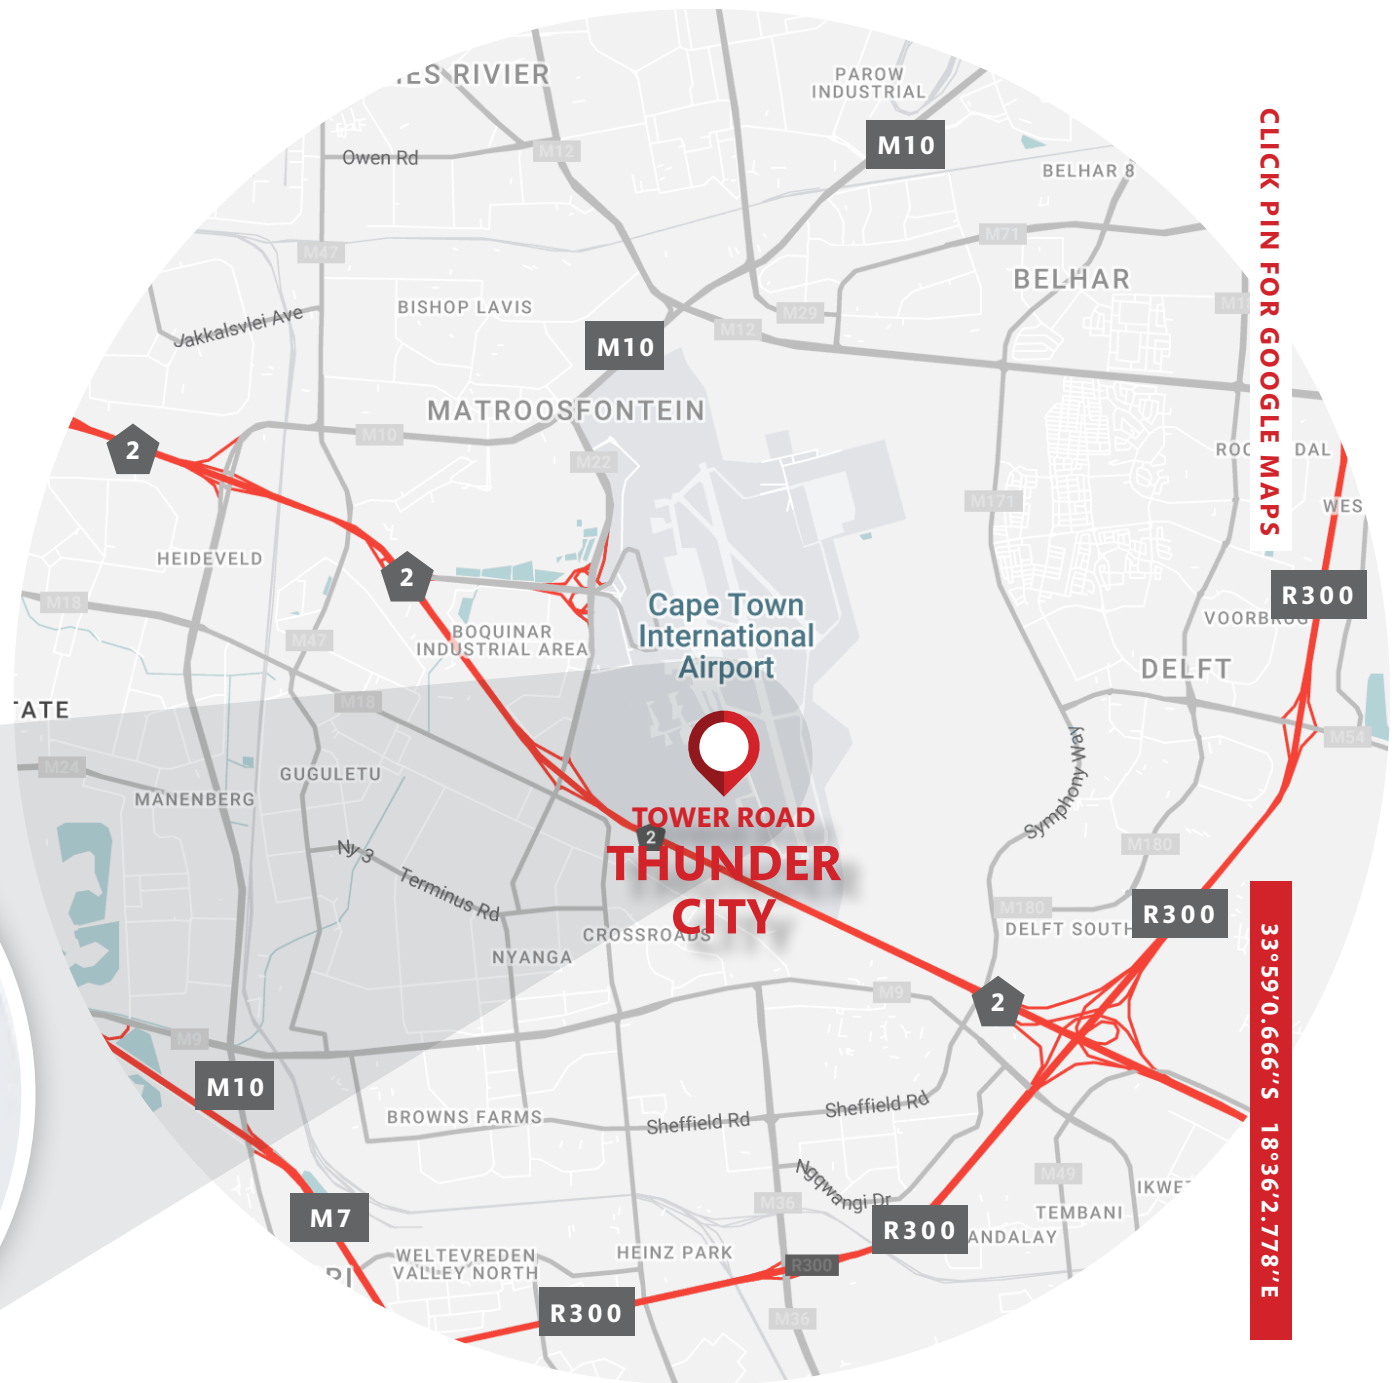 IES RIVIER
PAROW
INDUSTRIAL
M10
Owen Rd
M12
BELHAR 8
M47
M71
BELHAR
BISHOP LAVIS
Jakkalsvlei Ave
M29
M12
M10
MATROOSFONTEIN
M10
2
M22
M171
WES
HEIDEVELD
2
R300
M18
Cape Town
International
Airport
BOQUINAR
INDUSTRIAL AREA
M47
DELFT
M18
TATE
M54
M24
GUGULETU
MANENBERG
Symphony Way
TOWER ROAD
2
THUNDER
CITY
Ny 3
Terminus Rd
M180
M180
R300
DELFT SOUTH
CROSSROADS
NYANGA
M9
2
M9
M10
BROWNS FARMS
Sheffield Rd
Sheffield Rd
Ngqwangi Dr
M49
M36
TEMBANI
M7
R300
ANDALAY
HEINZ PARK
WELTEVREDEN
VALLEY NORTH
R300
R300
M36
CLICK PIN FOR GOOGLE MAPS
33°59'0.666"S 18°36'2.778"E